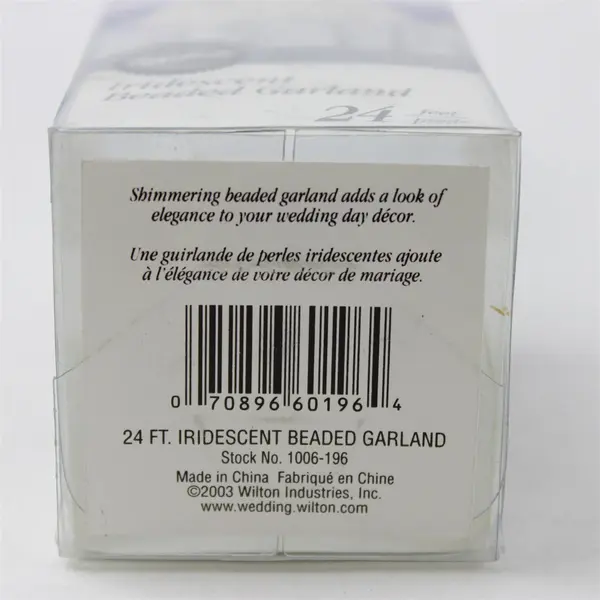 Iridescent
Beaded Garland
24 feet
Shimmering beaded garland adds a look of
elegance to your wedding day décor.
Une guirlande de perles iridescentes ajoute
à l'élégance de votre décor de mariage.
0 70896 60196 4
24 FT. IRIDESCENT BEADED GARLAND
Stock No. 1006-196
Made in China Fabriqué en Chine
©2003 Wilton Industries, Inc.
www.wedding.wilton.com